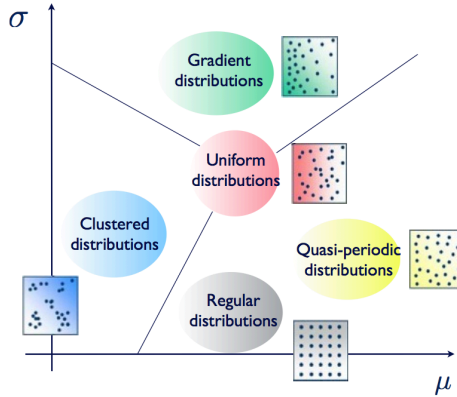 σ
Gradient
distributions
Uniform
distributions
Clustered
distributions
Quasi-periodic
distributions
Regular
distributions
μ